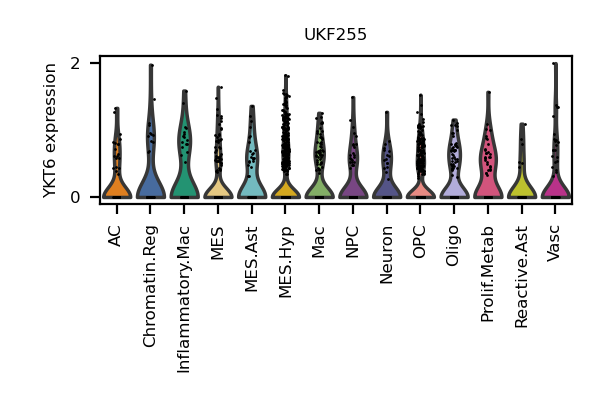 UKF255
YKT6 expression
2
0
AC
Chromatin.Reg
Inflammatory.Mac
MES
MES.Ast
MES.Hyp
Mac
NPC
Neuron
OPC
Oligo
Prolif.Metab
Reactive.Ast
Vasc